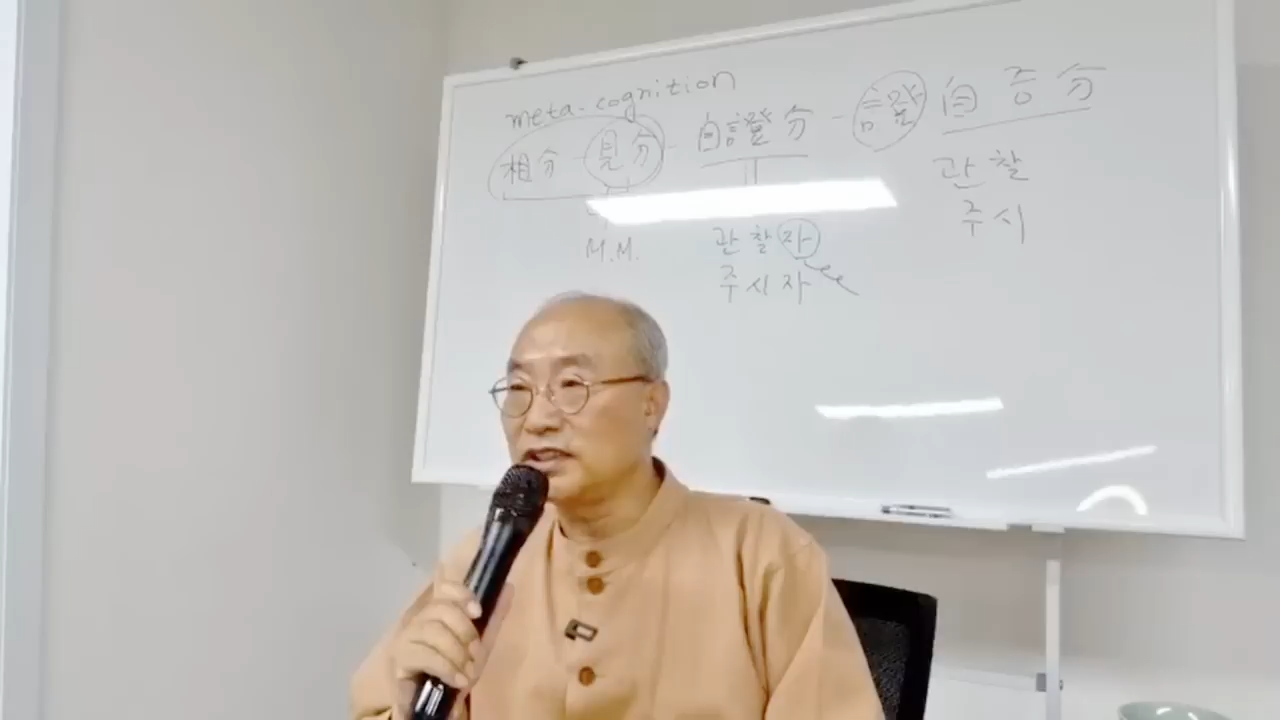 meta-cognition
相分 - 見分 - 自證分 - 證自증分
M.M.
관찰자
주시자
관찰
주시